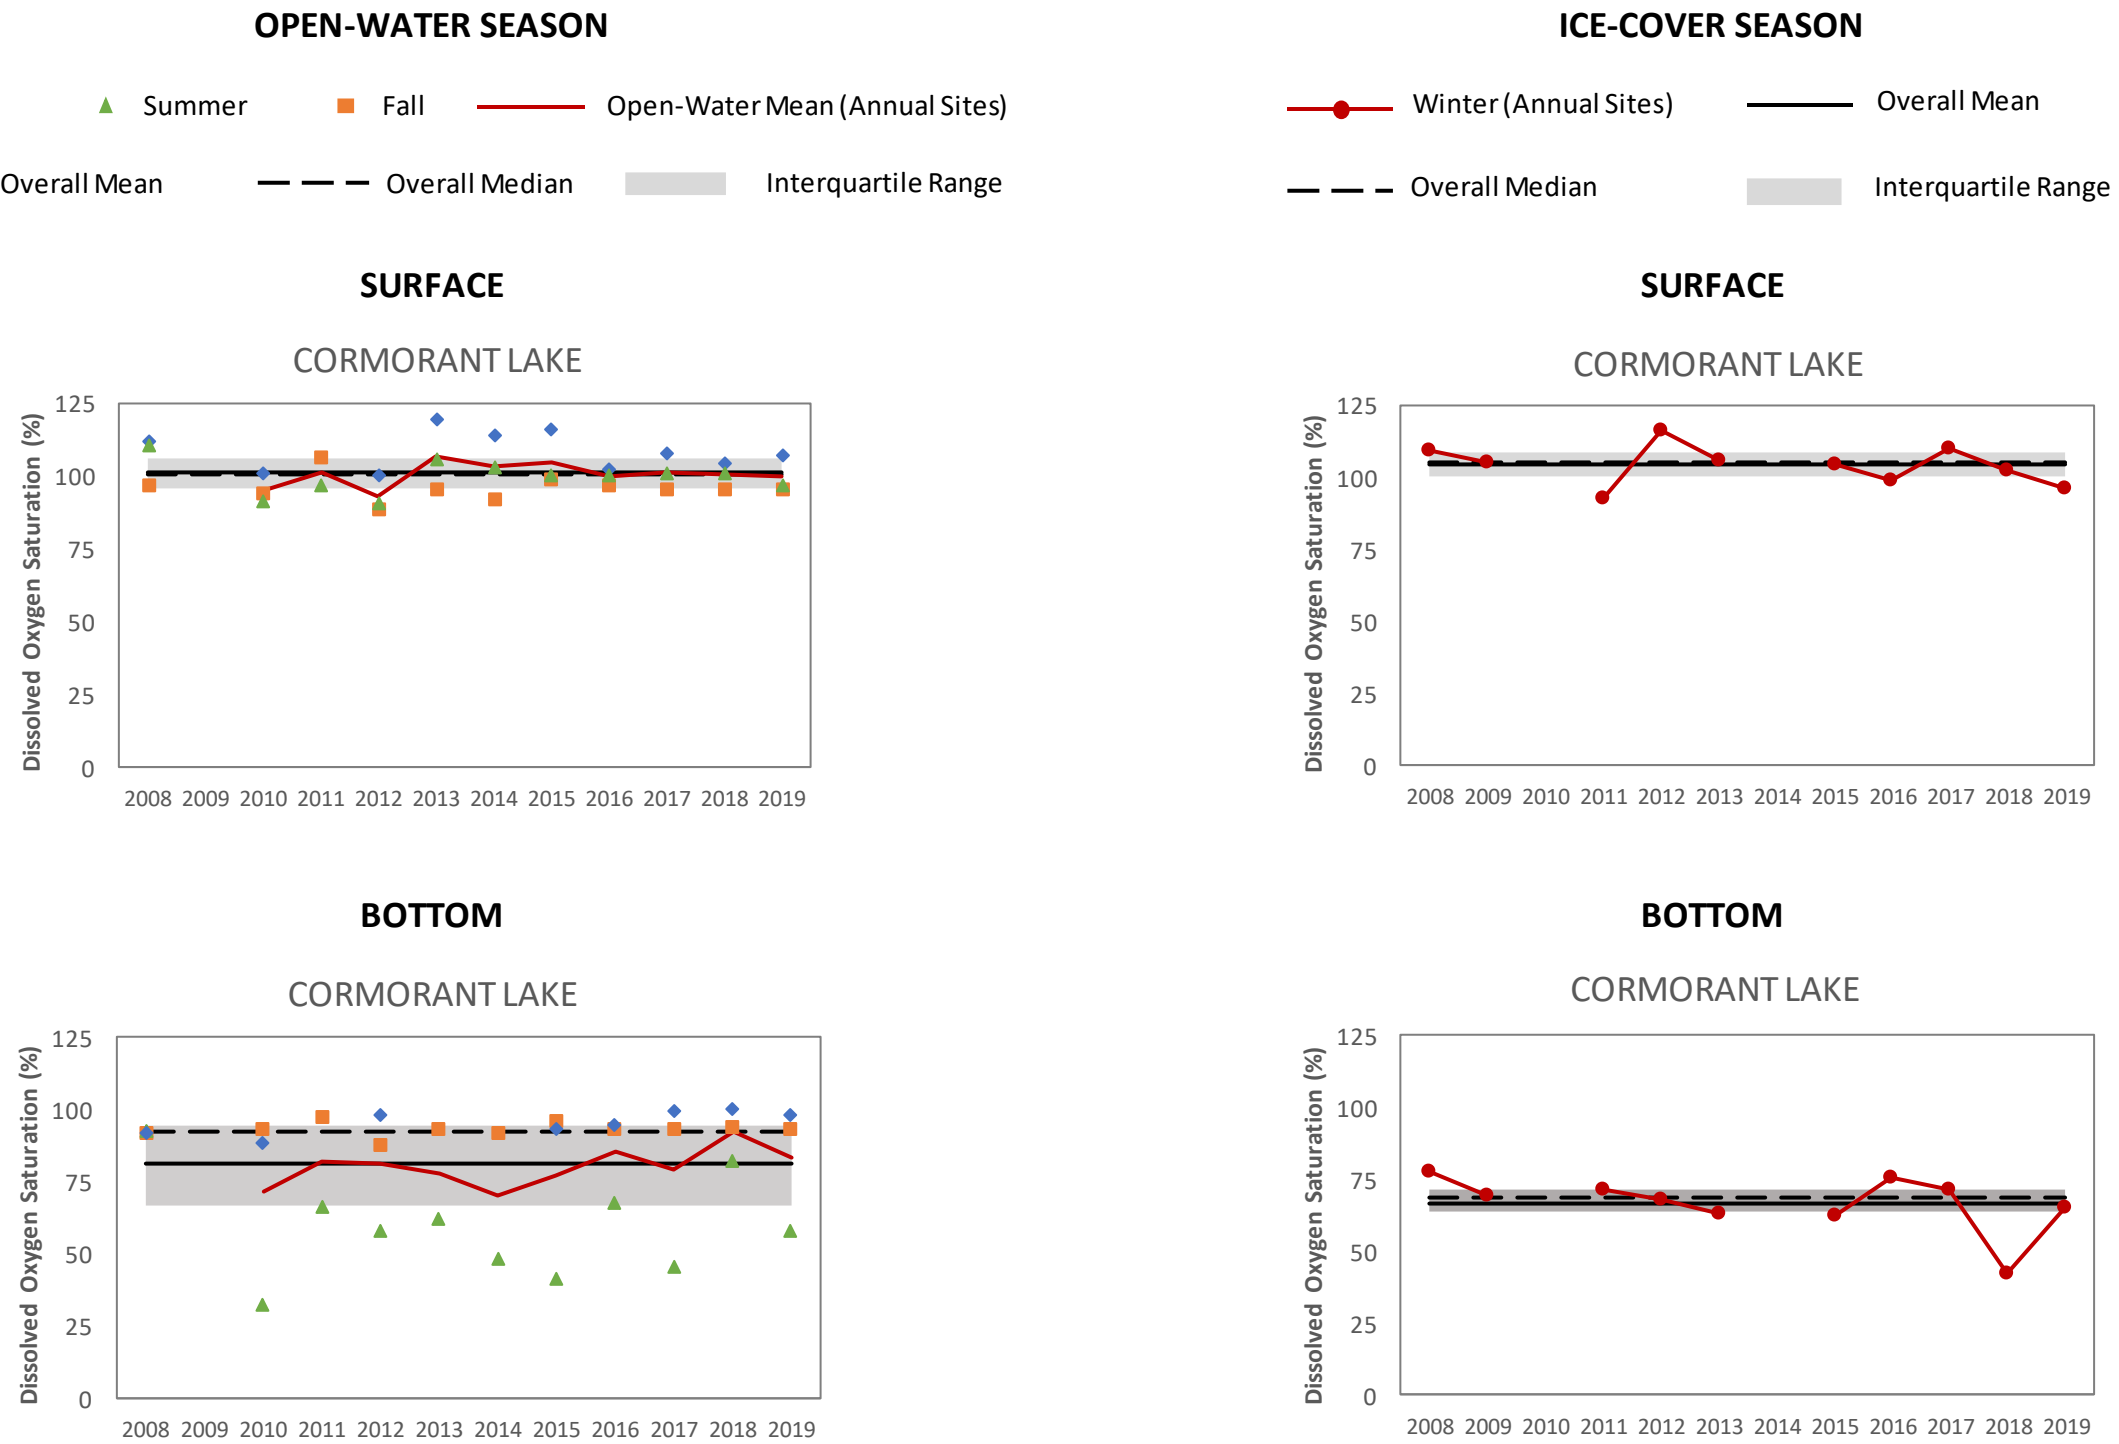 OPEN-WATER SEASON
Summer Fall Open-Water Mean (Annual Sites)
Overall Mean Overall Median Interquartile Range
SURFACE
CORMORANT LAKE
Dissolved Oxygen Saturation (%)
125
100
75
50
25
0
2008 2009 2010 2011 2012 2013 2014 2015 2016 2017 2018 2019
BOTTOM
CORMORANT LAKE
Dissolved Oxygen Saturation (%)
125
100
75
50
25
0
2008 2009 2010 2011 2012 2013 2014 2015 2016 2017 2018 2019
ICE-COVER SEASON
Winter (Annual Sites) Overall Mean
Overall Median Interquartile Range
SURFACE
CORMORANT LAKE
Dissolved Oxygen Saturation (%)
125
100
75
50
25
0
2008 2009 2010 2011 2012 2013 2014 2015 2016 2017 2018 2019
BOTTOM
CORMORANT LAKE
Dissolved Oxygen Saturation (%)
125
100
75
50
25
0
2008 2009 2010 2011 2012 2013 2014 2015 2016 2017 2018 2019